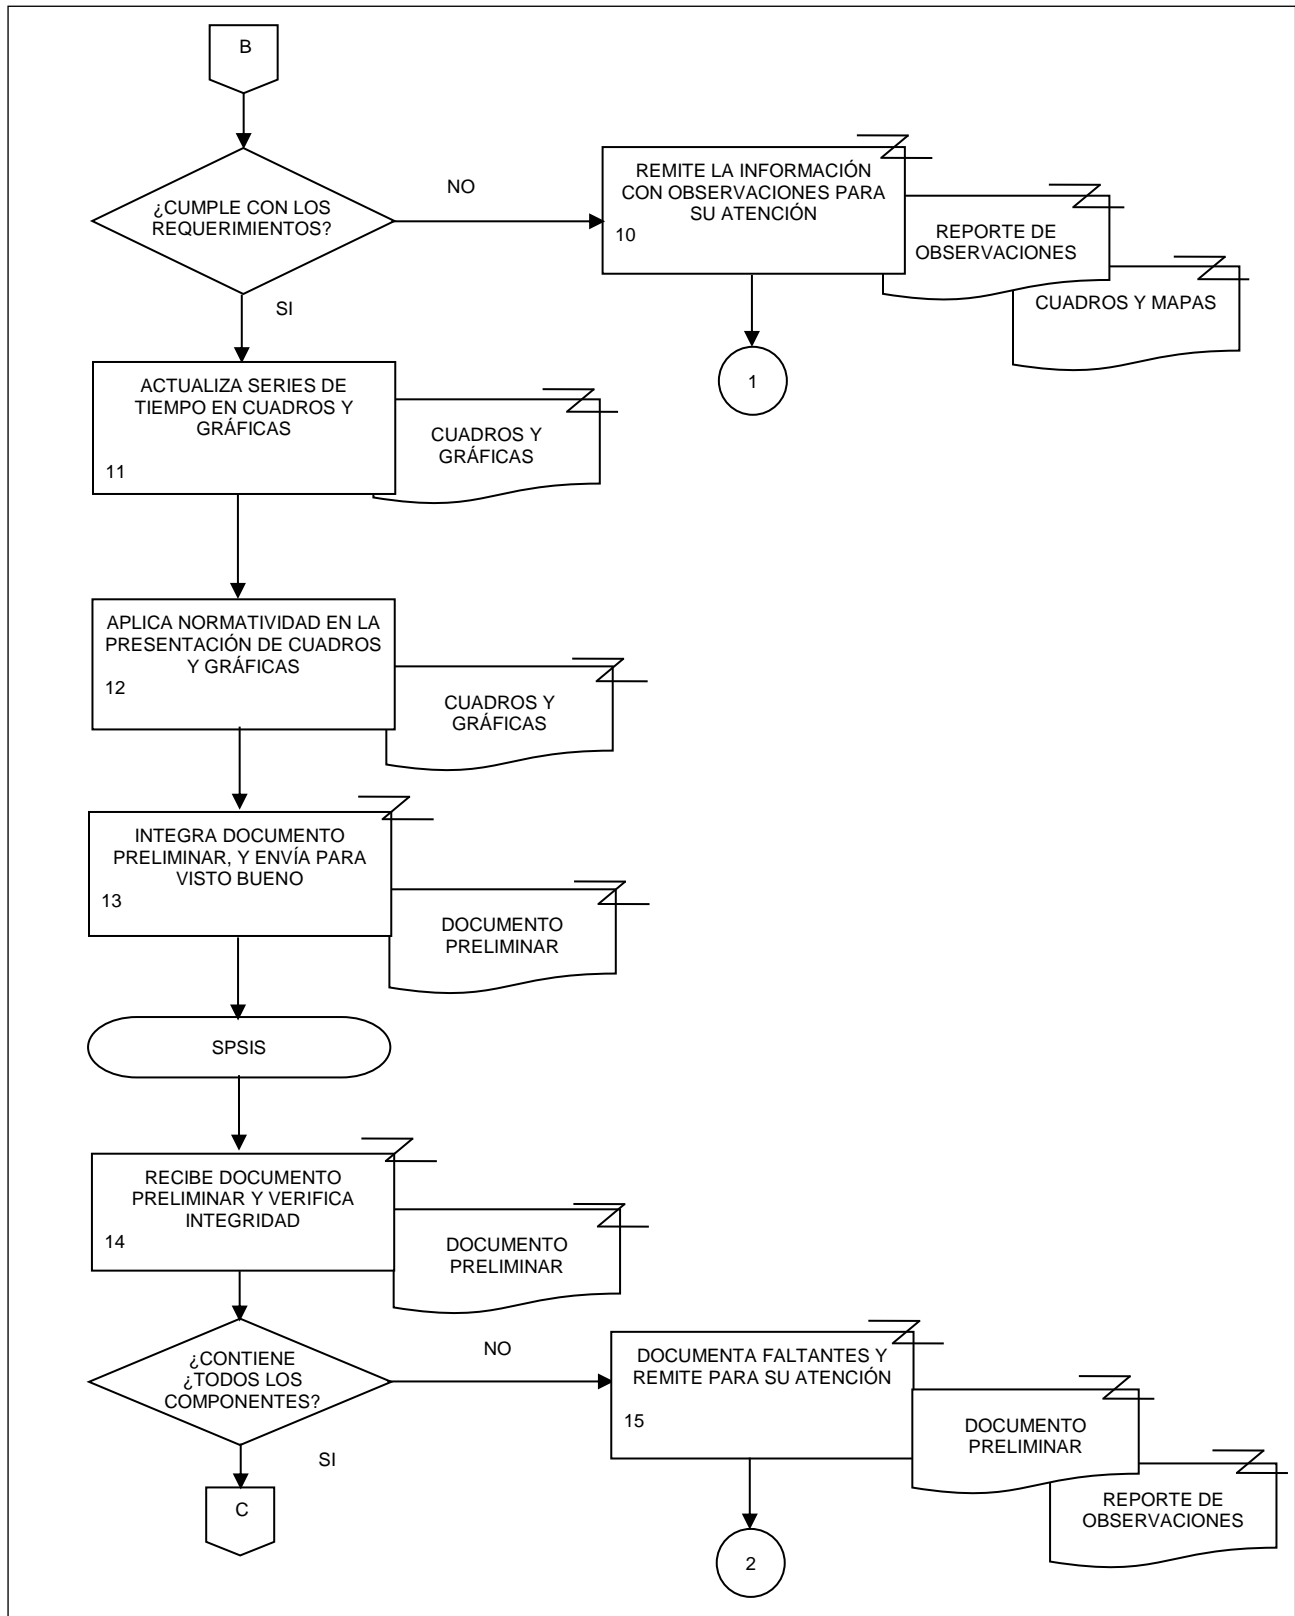 B
¿CUMPLE CON LOS
REQUERIMIENTOS?
NO
REMITE LA INFORMACIÓN
CON OBSERVACIONES PARA
SU ATENCIÓN
10
REPORTE DE
OBSERVACIONES
CUADROS Y MAPAS
1
SI
ACTUALIZA SERIES DE
TIEMPO EN CUADROS Y
GRÁFICAS
11
CUADROS Y
GRÁFICAS
APLICA NORMATIVIDAD EN LA
PRESENTACIÓN DE CUADROS
Y GRÁFICAS
12
CUADROS Y
GRÁFICAS
INTEGRA DOCUMENTO
PRELIMINAR, Y ENVÍA PARA
VISTO BUENO
13
DOCUMENTO
PRELIMINAR
SPSIS
RECIBE DOCUMENTO
PRELIMINAR Y VERIFICA
INTEGRIDAD
14
DOCUMENTO
PRELIMINAR
¿CONTIENE
¿TODOS LOS
COMPONENTES?
NO
DOCUMENTA FALTANTES Y
REMITE PARA SU ATENCIÓN
15
DOCUMENTO
PRELIMINAR
REPORTE DE
OBSERVACIONES
2
SI
C